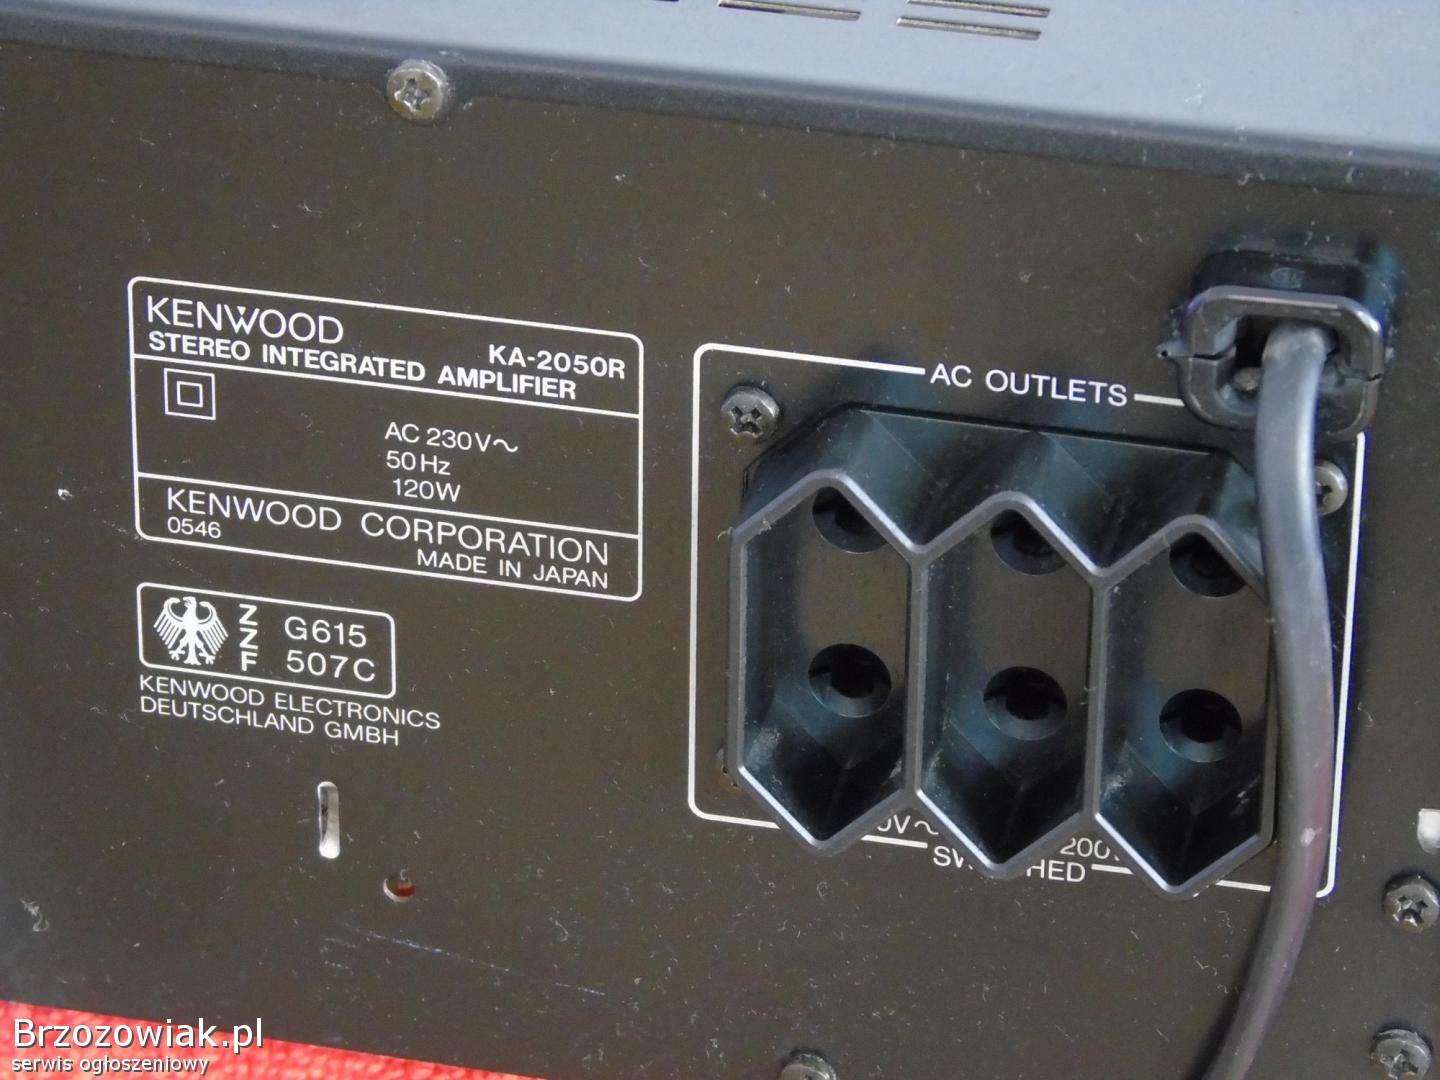 KENWOOD
KA-2050R
STEREO INTEGRATED AMPLIFIER
AC 230V~
50Hz
120W
KENWOOD CORPORATION
0546
MADE IN JAPAN
ZZF
G615
507C
KENWOOD ELECTRONICS
DEUTSCHLAND GMBH
AC OUTLETS
Brzozowiak.pl
serwis ogłoszeniowy